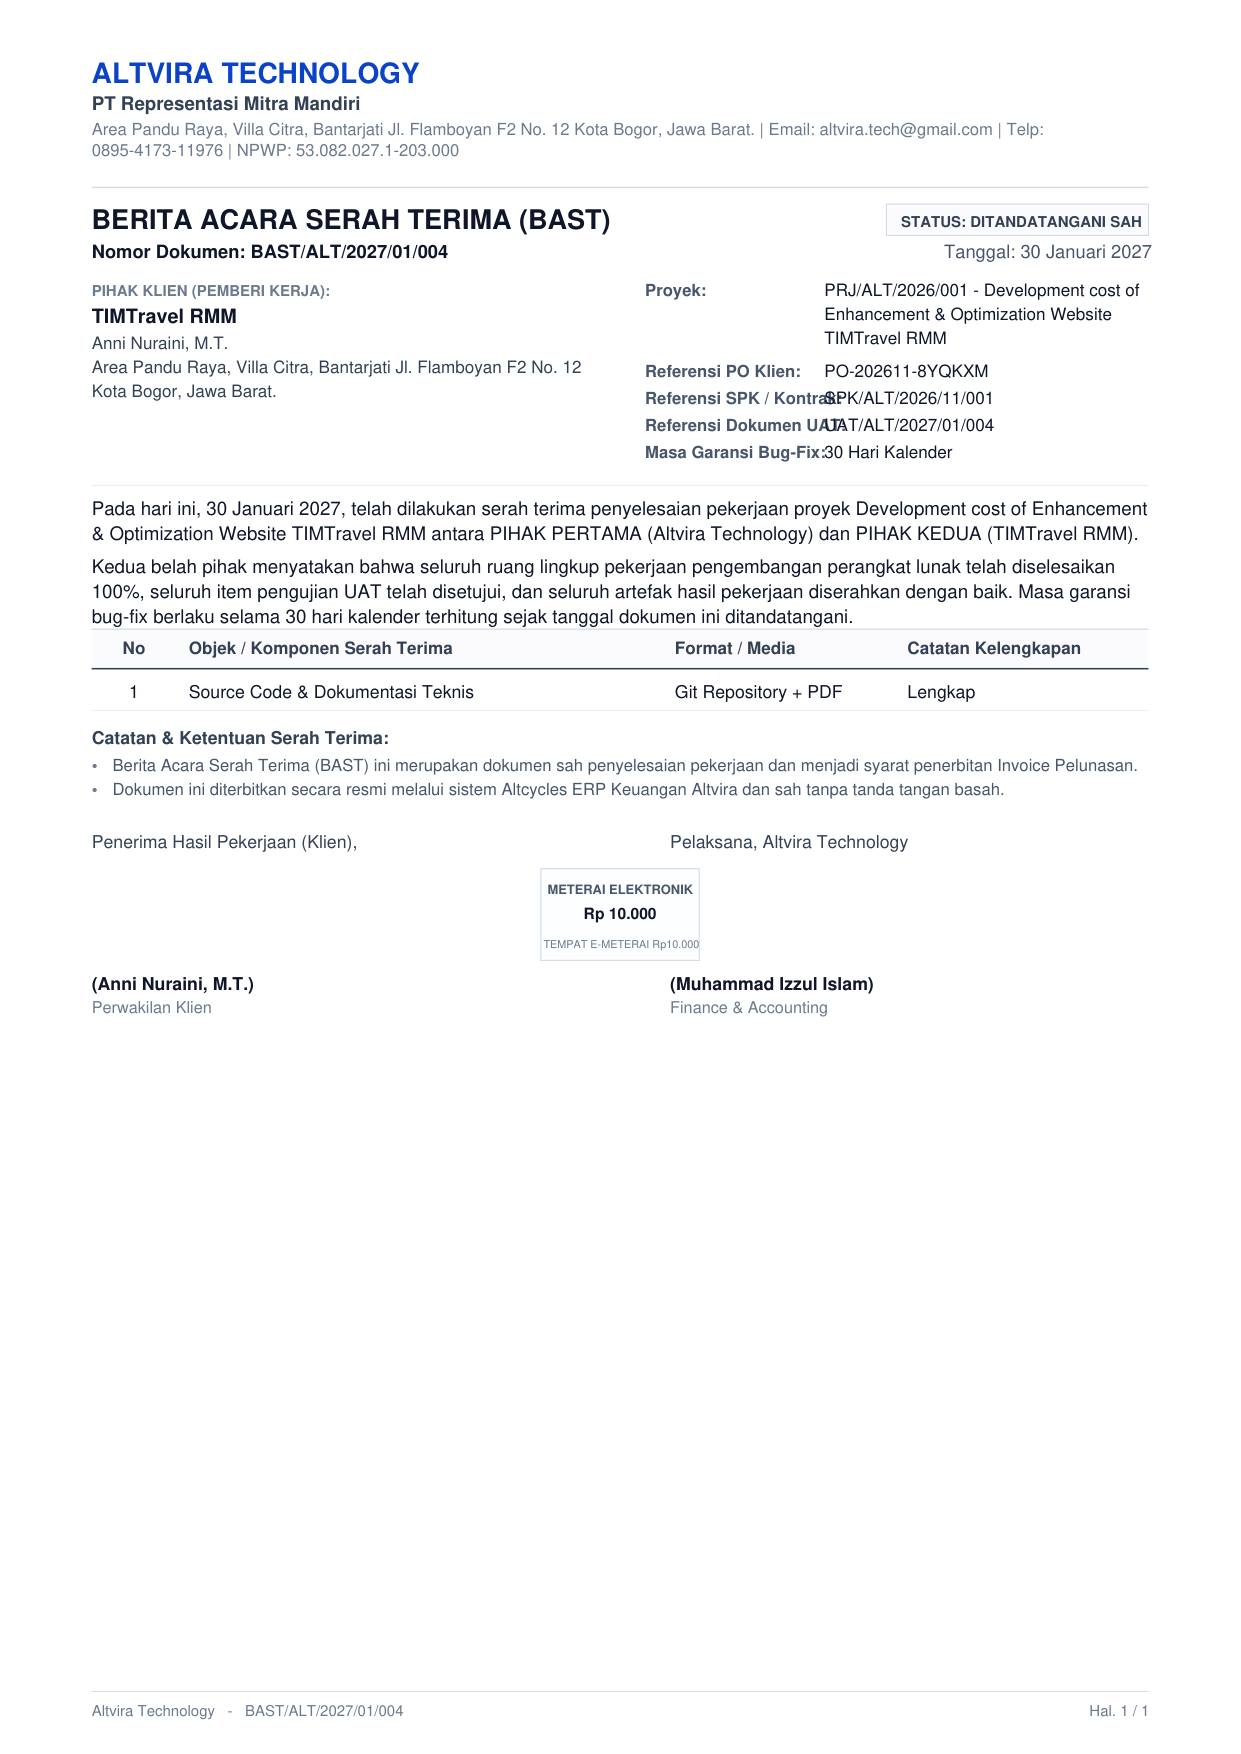 ALTVIRA TECHNOLOGY
PT Representasi Mitra Mandiri
Area Pandu Raya, Villa Citra, Bantarjati Jl. Flamboyan F2 No. 12 Kota Bogor, Jawa Barat. | Email: altvira.tech@gmail.com | Telp:
0895-4173-11976 | NPWP: 53.082.027.1-203.000
BERITA ACARA SERAH TERIMA (BAST)
STATUS: DITANDATANGANI SAH
Nomor Dokumen: BAST/ALT/2027/01/004
Tanggal: 30 Januari 2027
PIHAK KLIEN (PEMBERI KERJA):
TIMTravel RMM
Anni Nuraini, M.T.
Area Pandu Raya, Villa Citra, Bantarjati Jl. Flamboyan F2 No. 12
Kota Bogor, Jawa Barat.
Proyek: PRJ/ALT/2026/001 - Development cost of
Enhancement & Optimization Website
TIMTravel RMM
Referensi PO Klien: PO-202611-8YQKXM
Referensi SPK / Kontrak: SPK/ALT/2026/11/001
Referensi Dokumen UAT: UAT/ALT/2027/01/004
Masa Garansi Bug-Fix: 30 Hari Kalender
Pada hari ini, 30 Januari 2027, telah dilakukan serah terima penyelesaian pekerjaan proyek Development cost of Enhancement
& Optimization Website TIMTravel RMM antara PIHAK PERTAMA (Altvira Technology) dan PIHAK KEDUA (TIMTravel RMM).
Kedua belah pihak menyatakan bahwa seluruh ruang lingkup pekerjaan pengembangan perangkat lunak telah diselesaikan
100%, seluruh item pengujian UAT telah disetujui, dan seluruh artefak hasil pekerjaan diserahkan dengan baik. Masa garansi
bug-fix berlaku selama 30 hari kalender terhitung sejak tanggal dokumen ini ditandatangani.
No Objek / Komponen Serah Terima Format / Media Catatan Kelengkapan
1 Source Code & Dokumentasi Teknis Git Repository + PDF Lengkap
Catatan & Ketentuan Serah Terima:
• Berita Acara Serah Terima (BAST) ini merupakan dokumen sah penyelesaian pekerjaan dan menjadi syarat penerbitan Invoice Pelunasan.
• Dokumen ini diterbitkan secara resmi melalui sistem Altcycles ERP Keuangan Altvira dan sah tanpa tanda tangan basah.
Penerima Hasil Pekerjaan (Klien),
Pelaksana, Altvira Technology
METERAI ELEKTRONIK
Rp 10.000
TEMPAT E-METERAI Rp10.000
(Anni Nuraini, M.T.)
Perwakilan Klien
(Muhammad Izzul Islam)
Finance & Accounting
Altvira Technology - BAST/ALT/2027/01/004
Hal. 1 / 1